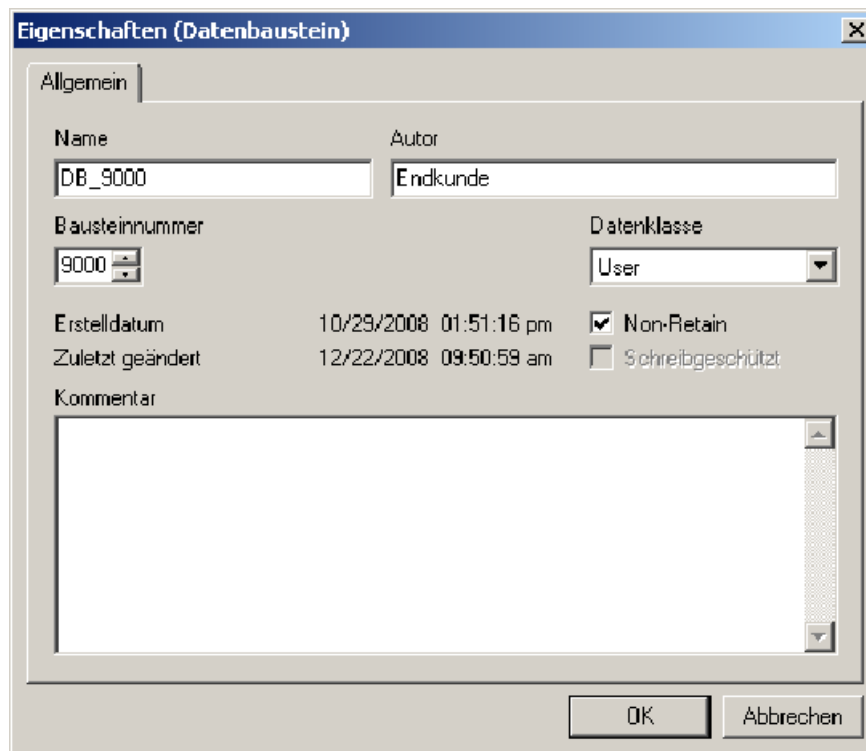 Eigenschaften (Datenbaustein)
Allgemein
Name Autor
DB_9000 Endkunde
Bausteinnummer Datenklasse
9000 User
Erstelldatum 10/29/2008 01:51:16 pm Non-Retain
Zuletzt geändert 12/22/2008 09:50:59 am Schreibgeschützt
Kommentar
OK Abbrechen